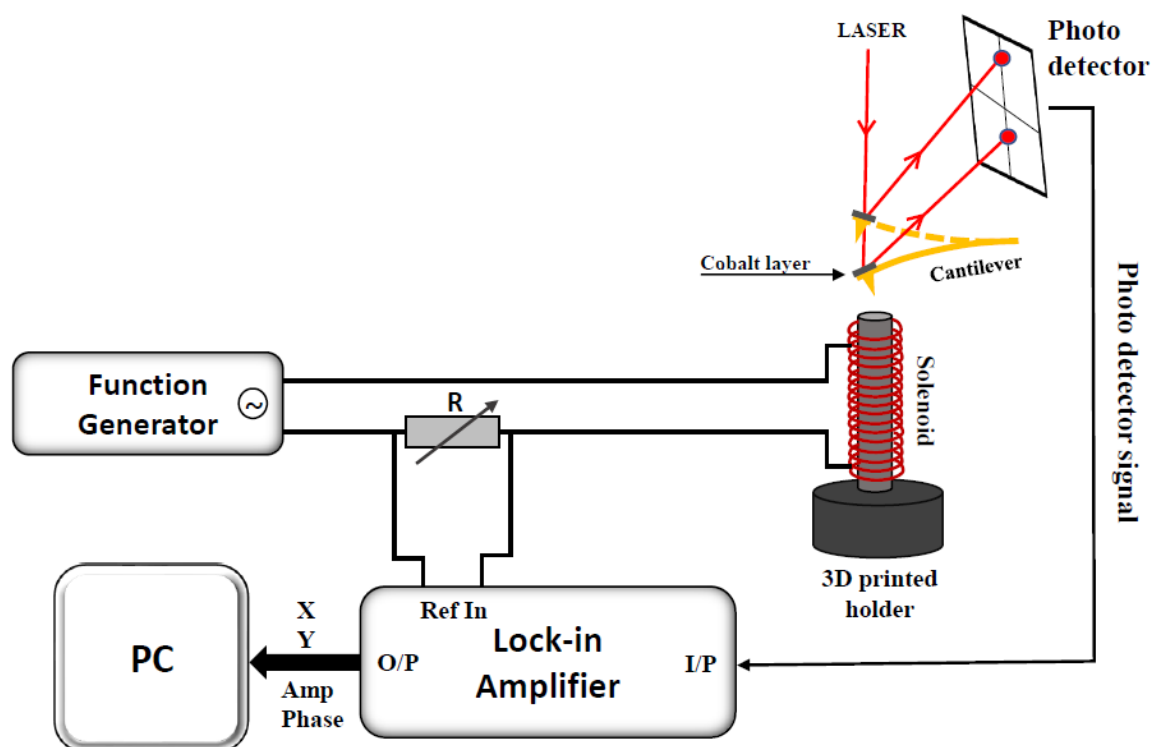 LASER
Photo
detector
Cobalt layer
Cantilever
Function
Generator
~
R
Solenoid
Photo detector signal
3D printed
holder
PC
X
Y
Amp
Phase
Ref In
O/P
Lock-in
Amplifier
I/P